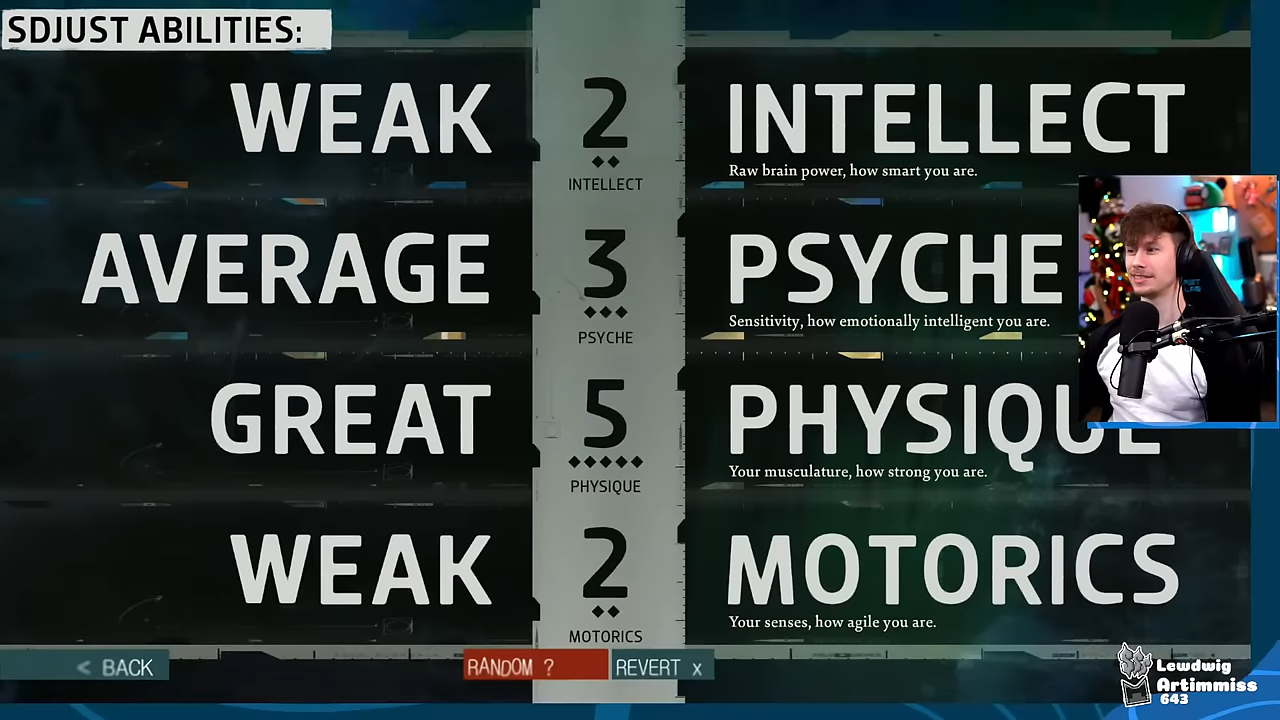 SDJUST ABILITIES:
WEAK 2 INTELLECT
Raw brain power, how smart you are.
INTELLECT
AVERAGE 3 PSYCHE
Sensitivity, how emotionally intelligent you are.
PSYCHE
GREAT 5 PHYSIQUE
Your musculature, how strong you are.
PHYSIQUE
WEAK 2 MOTORICS
Your senses, how agile you are.
MOTORICS
< BACK RANDOM ? REVERT x
Lewdwig
Artimmiss
643